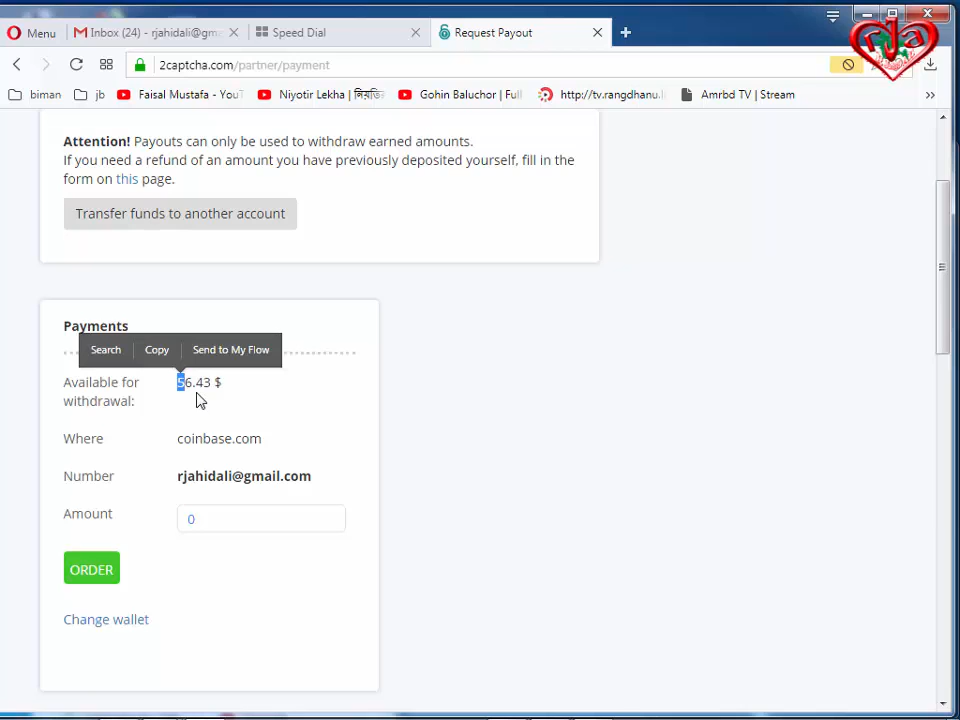 Menu
Inbox (24) - rjahidali@gm
Speed Dial
Request Payout
rja
2captcha.com/partner/payment
biman
jb
Faisal Mustafa - YouT
Niyotir Lekha |
Gohin Baluchor | Full
http://tv.rangdhanu.l
Amrbd TV | Stream
Attention! Payouts can only be used to withdraw earned amounts.
If you need a refund of an amount you have previously deposited yourself, fill in the
form on this page.
Transfer funds to another account
Payments
Search
Copy
Send to My Flow
Available for
withdrawal:
56.43 $
Where
coinbase.com
Number
rjahidali@gmail.com
Amount
0
ORDER
Change wallet